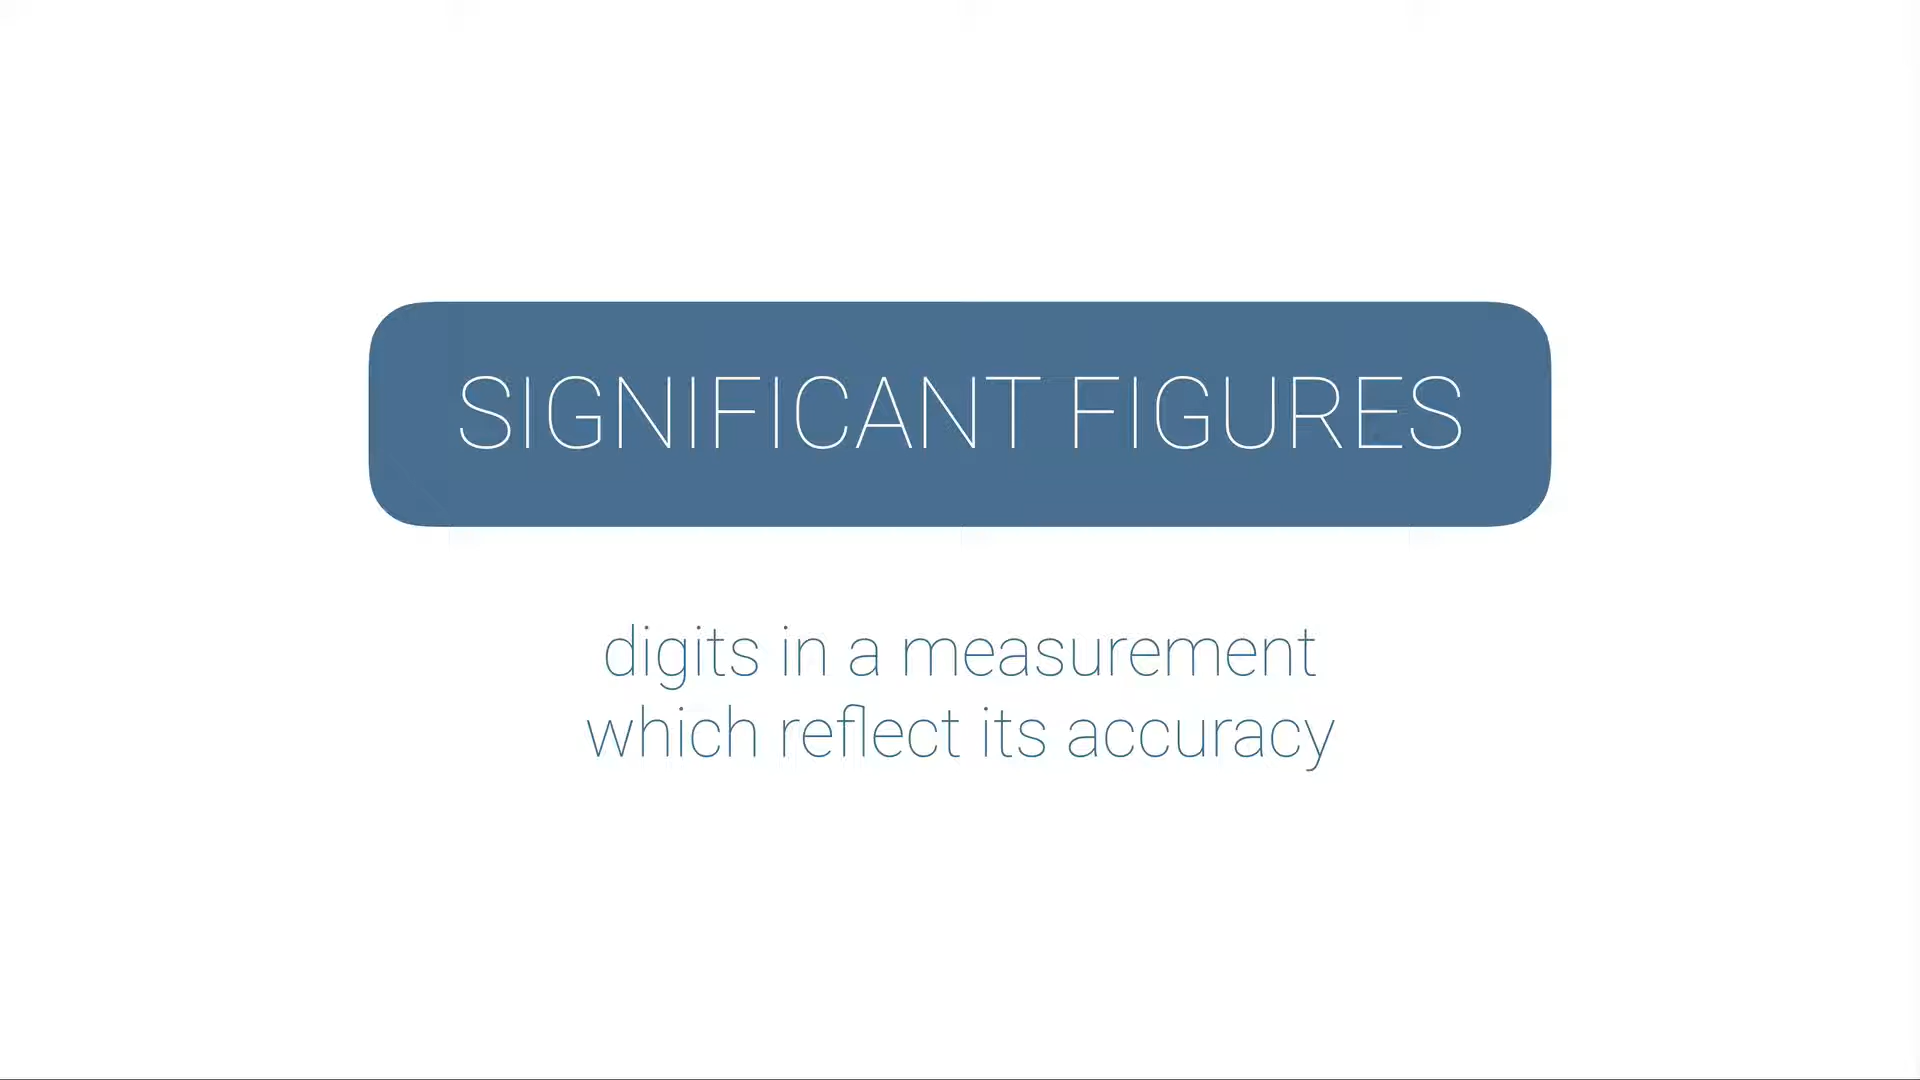 SIGNIFICANT FIGURES
digits in a measurement
which reflect its accuracy